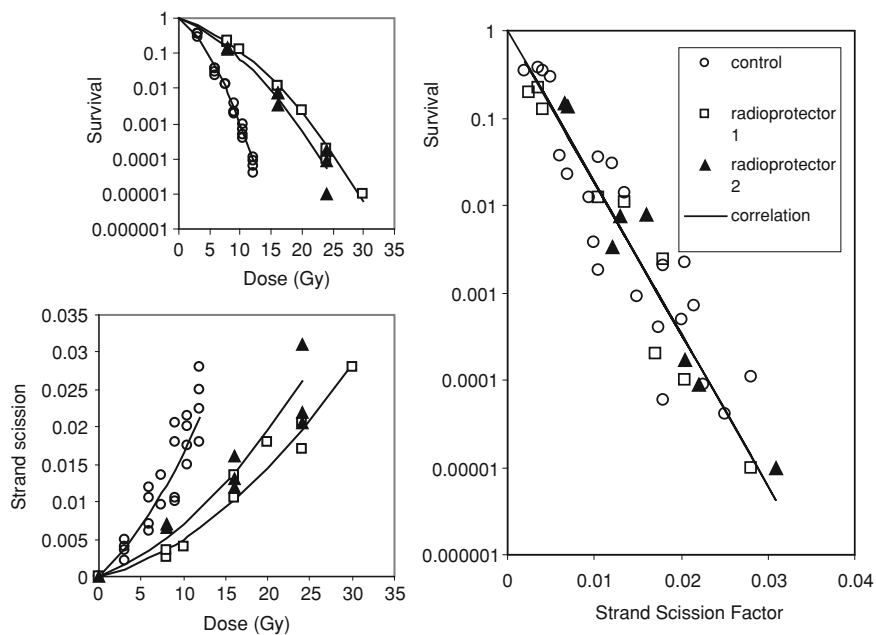 1
0.1
0.01
0.001
0.0001
0.00001
0.000001
Survival
0 5 10 15 20 25 30 35
Dose (Gy)
0.035
0.03
0.025
0.02
0.015
0.01
0.005
0
Strand scission
0 5 10 15 20 25 30 35
Dose (Gy)
1
0.1
0.01
0.001
0.0001
0.00001
0.000001
Survival
0 0.01 0.02 0.03 0.04
Strand Scission Factor
control
radioprotector
1
radioprotector
2
correlation